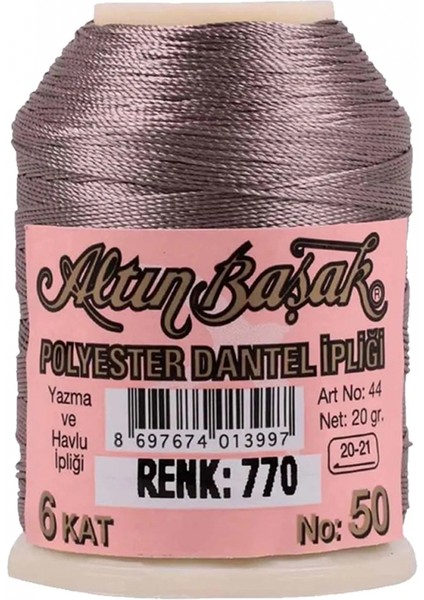 Altın Başak ®
POLYESTER DANTEL İPLİĞİ
Yazma
ve
Havlu
İpliği
8 697674 013997
Art No: 44
Net: 20 gr.
20-21
RENK: 770
6 KAT
No: 50